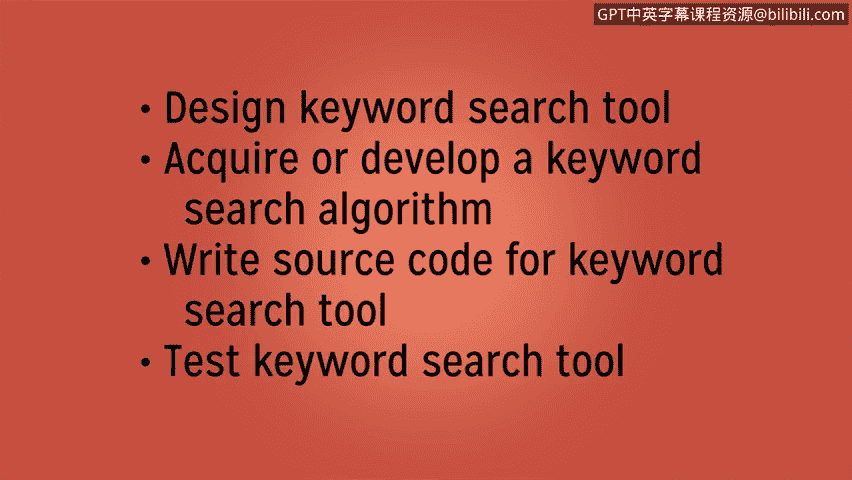 GPT中英字幕课程资源@bilibili.com
• Design keyword search tool
• Acquire or develop a keyword
search algorithm
• Write source code for keyword
search tool
• Test keyword search tool